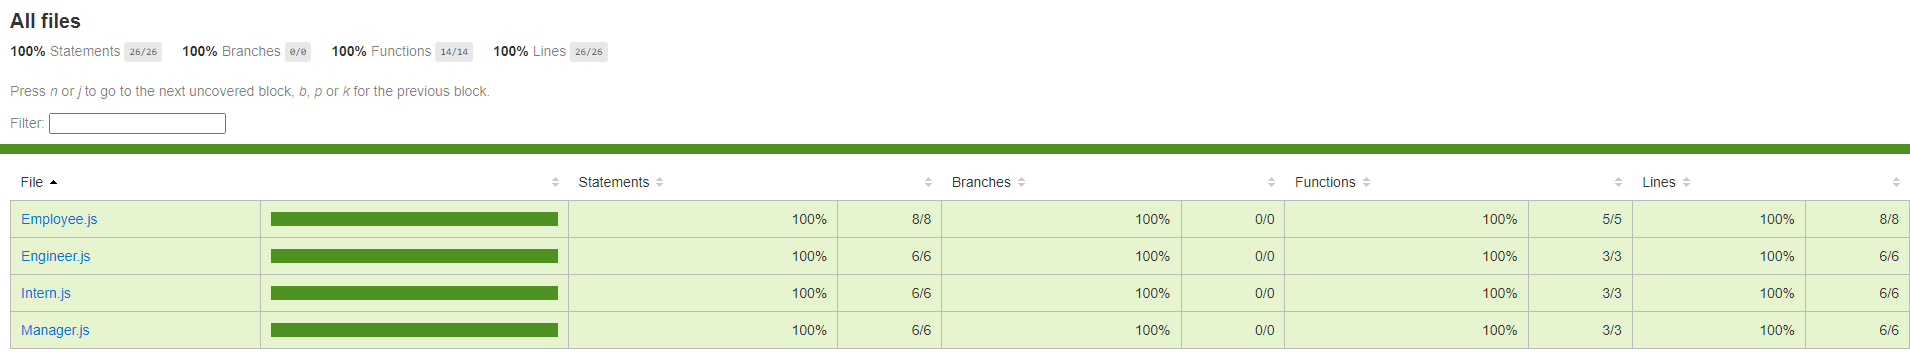 All files
100% Statements 26/26 100% Branches 0/0 100% Functions 14/14 100% Lines 26/26
Press n or j to go to the next uncovered block, b, p or k for the previous block.
Filter:
File Statements Branches Functions Lines
Employee.js 100% 8/8 100% 0/0 100% 5/5 100% 8/8
Engineer.js 100% 6/6 100% 0/0 100% 3/3 100% 6/6
Intern.js 100% 6/6 100% 0/0 100% 3/3 100% 6/6
Manager.js 100% 6/6 100% 0/0 100% 3/3 100% 6/6